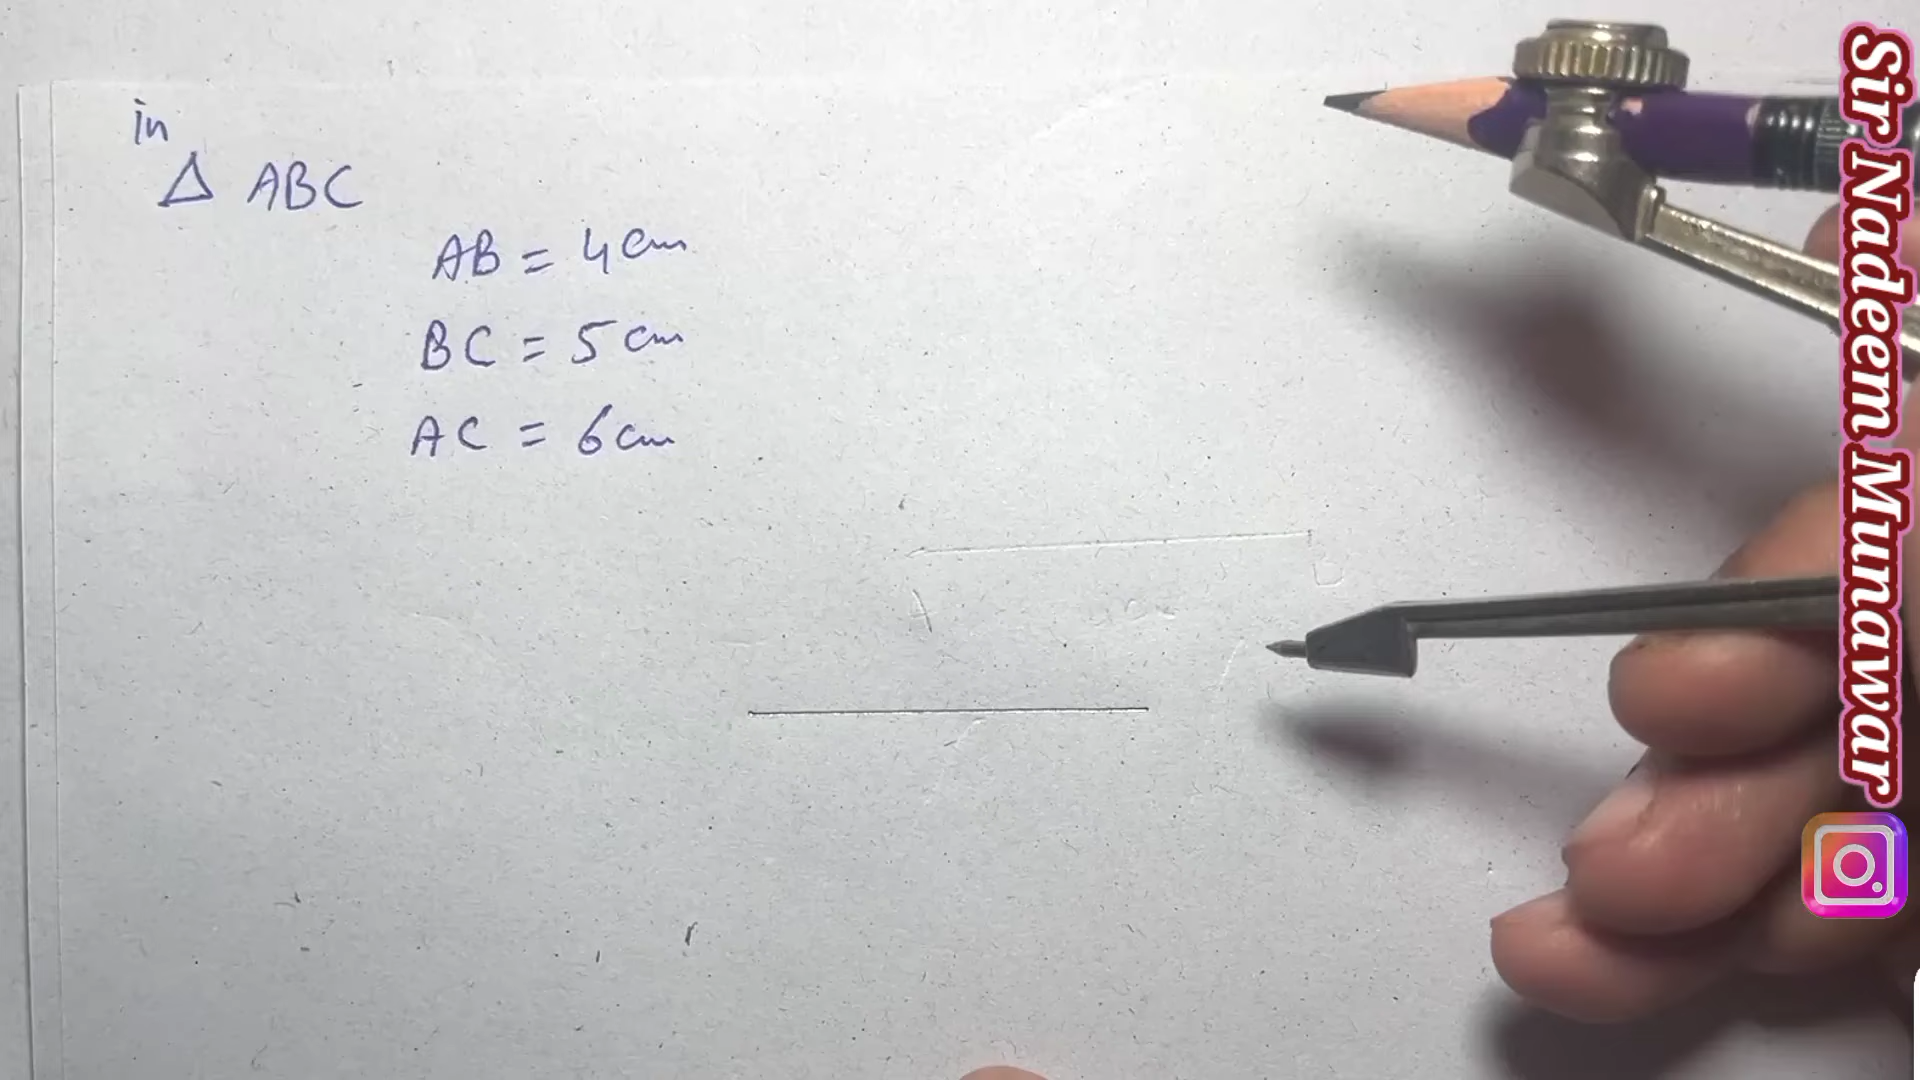 in
Δ ABC
AB = 4cm
BC = 5cm
AC = 6cm
A
Sir Nadeem Munawar